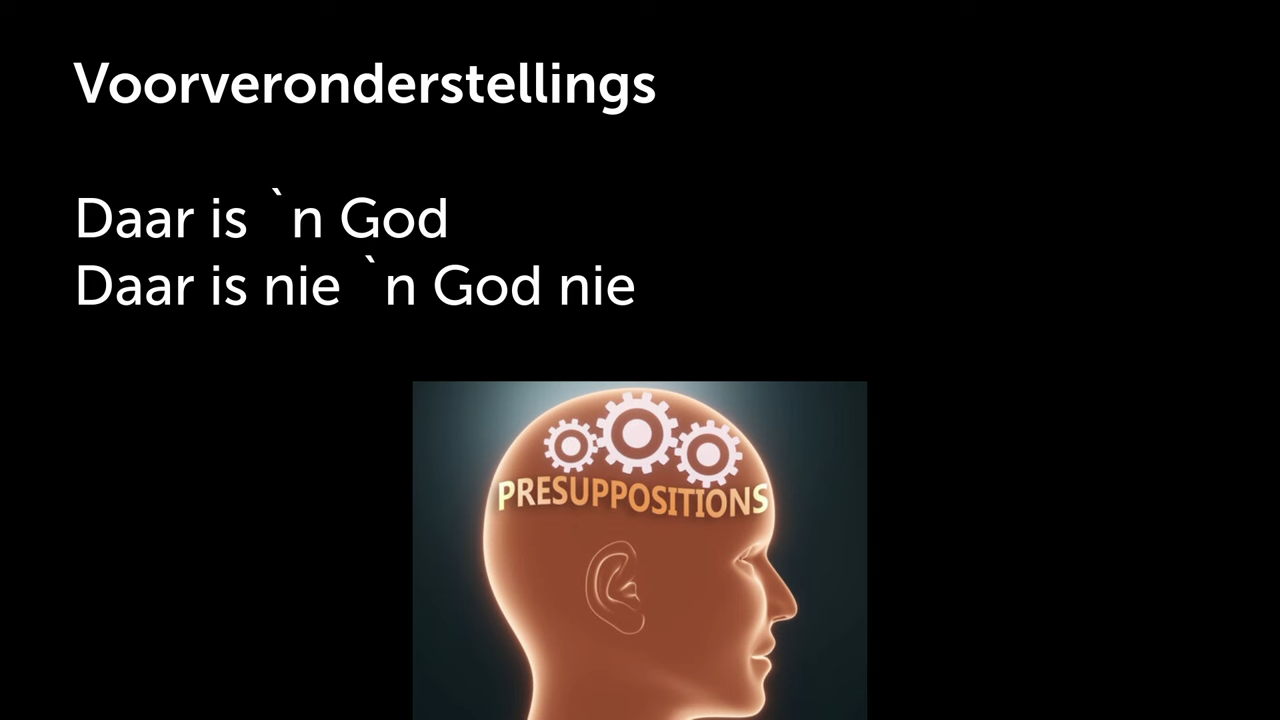 Voorveronderstellings
Daar is `n God
Daar is nie `n God nie
PRESUPPOSITIONS